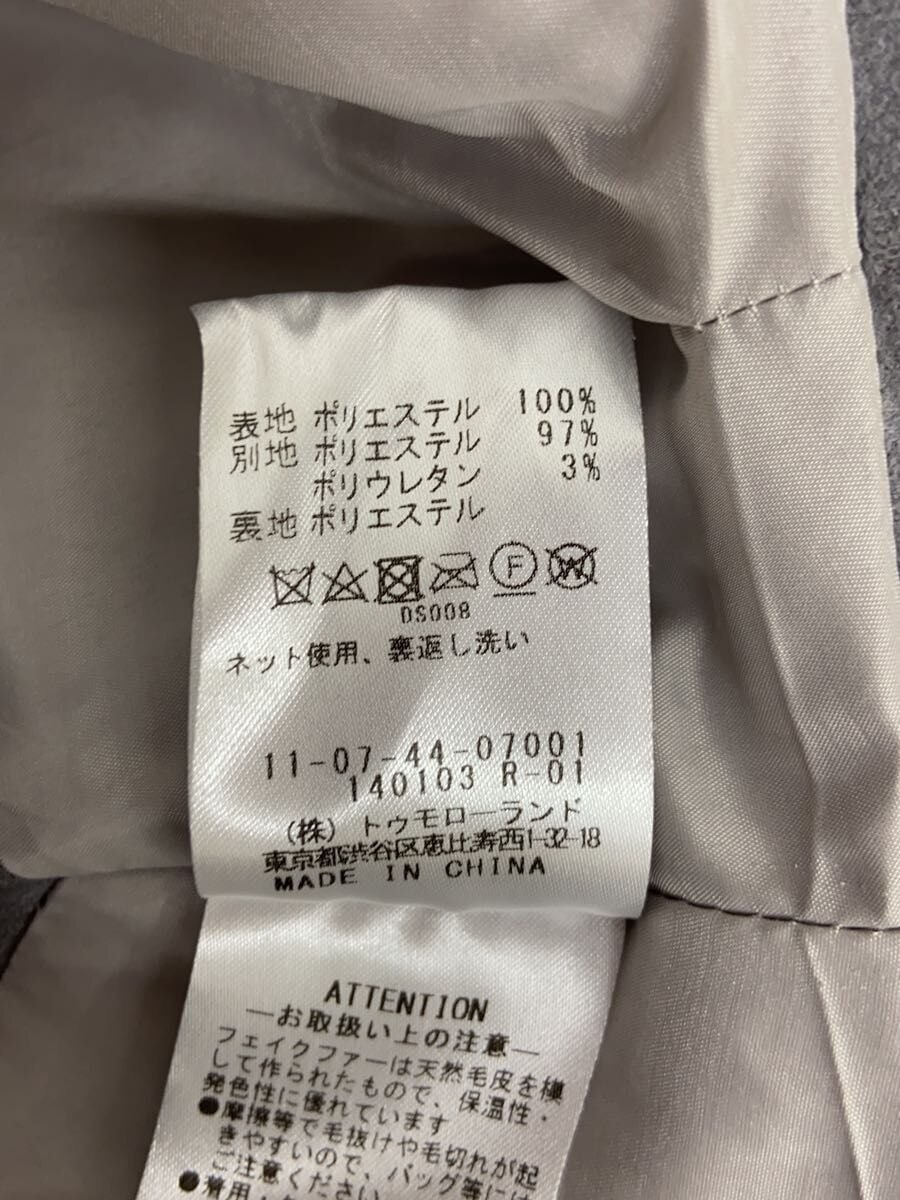 表地 ポリエステル 100%
別地 ポリエステル 97%
ポリウレタン 3%
裏地 ポリエステル
F W
DS008
ネット使用、裏返し洗い
11-07-44-07001
140103 R-01
(株) トゥモローランド
東京都渋谷区恵比寿西1-32-18
MADE IN CHINA
ATTENTION
―お取扱い上の注意―
フェイクファーは天然毛皮を模
して作られたもので、保温性・
発色性に優れています
●摩擦等で毛抜けや毛切れが起
きやすいので、バッグ等には
ご注意ください
●着用・